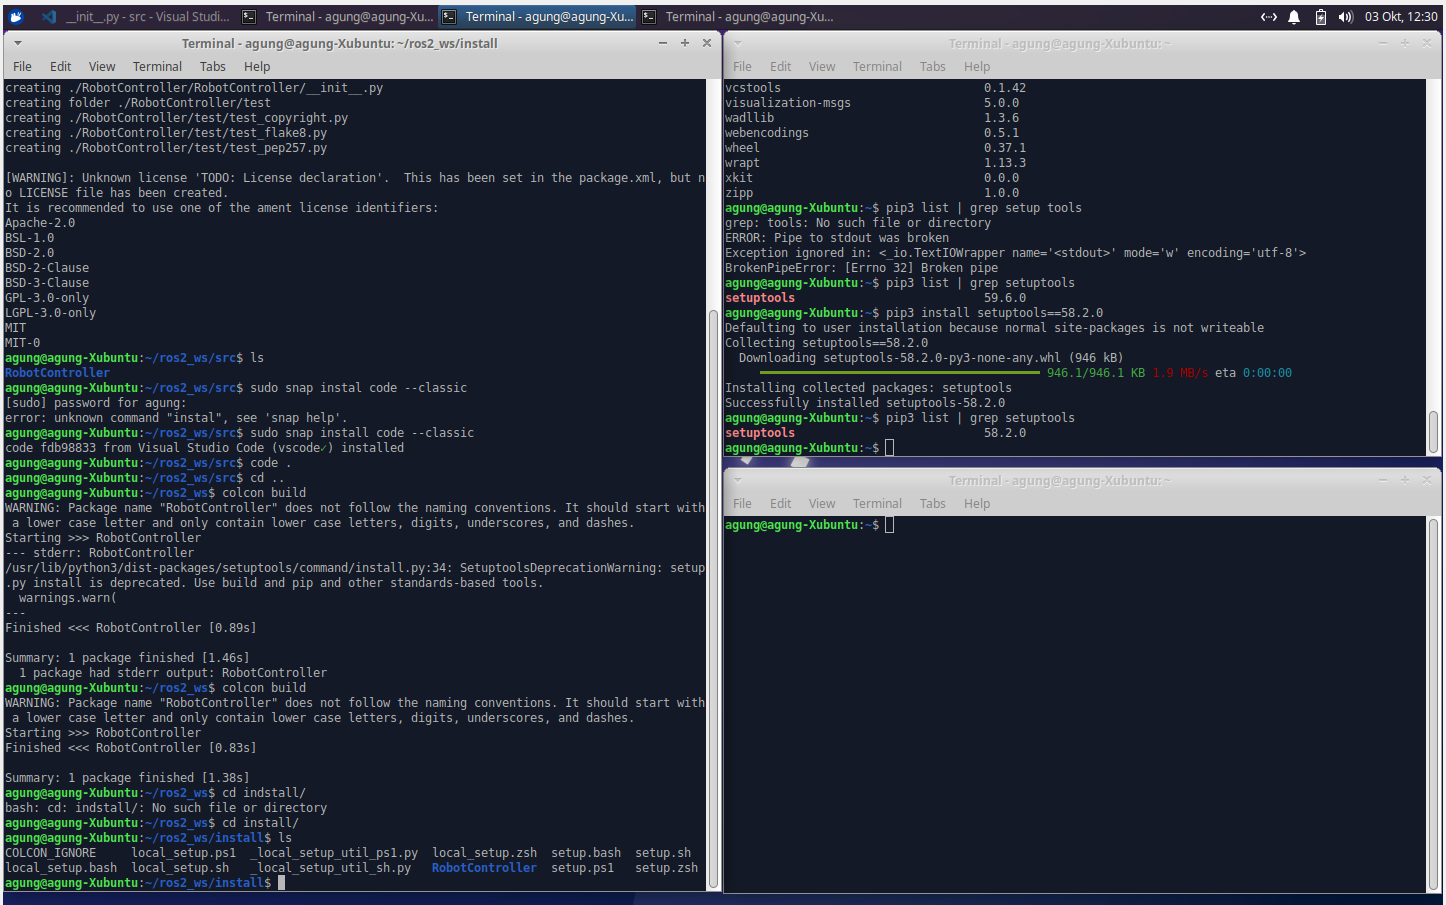 __init__.py - src - Visual Studi...
Terminal - agung@agung-Xu...
Terminal - agung@agung-Xu...
Terminal - agung@agung-Xu...
03 Okt, 12:30
Terminal - agung@agung-Xubuntu: ~/ros2_ws/install
File Edit View Terminal Tabs Help
creating ./RobotController/RobotController/__init__.py
creating folder ./RobotController/test
creating ./RobotController/test/test_copyright.py
creating ./RobotController/test/test_flake8.py
creating ./RobotController/test/test_pep257.py
[WARNING]: Unknown license 'TODO: License declaration'.  This has been set in the package.xml, but n
o LICENSE file has been created.
It is recommended to use one of the ament license identifiers:
Apache-2.0
BSL-1.0
BSD-2.0
BSD-2-Clause
BSD-3-Clause
GPL-3.0-only
LGPL-3.0-only
MIT
MIT-0
agung@agung-Xubuntu:~/ros2_ws/src$ ls
RobotController
agung@agung-Xubuntu:~/ros2_ws/src$ sudo snap instal code --classic
[sudo] password for agung:
error: unknown command "instal", see 'snap help'.
agung@agung-Xubuntu:~/ros2_ws/src$ sudo snap install code --classic
code fdb98833 from Visual Studio Code (vscode✓) installed
agung@agung-Xubuntu:~/ros2_ws/src$ code .
agung@agung-Xubuntu:~/ros2_ws/src$ cd ..
agung@agung-Xubuntu:~/ros2_ws$ colcon build
WARNING: Package name "RobotController" does not follow the naming conventions. It should start with
 a lower case letter and only contain lower case letters, digits, underscores, and dashes.
Starting >>> RobotController
--- stderr: RobotController
/usr/lib/python3/dist-packages/setuptools/command/install.py:34: SetuptoolsDeprecationWarning: setup
.py install is deprecated. Use build and pip and other standards-based tools.
  warnings.warn(
---
Finished <<< RobotController [0.89s]
Summary: 1 package finished [1.46s]
  1 package had stderr output: RobotController
agung@agung-Xubuntu:~/ros2_ws$ colcon build
WARNING: Package name "RobotController" does not follow the naming conventions. It should start with
 a lower case letter and only contain lower case letters, digits, underscores, and dashes.
Starting >>> RobotController
Finished <<< RobotController [0.83s]
Summary: 1 package finished [1.38s]
agung@agung-Xubuntu:~/ros2_ws$ cd indstall/
bash: cd: indstall/: No such file or directory
agung@agung-Xubuntu:~/ros2_ws$ cd install/
agung@agung-Xubuntu:~/ros2_ws/install$ ls
COLCON_IGNORE     local_setup.ps1  _local_setup_util_ps1.py  local_setup.zsh  setup.bash  setup.sh
local_setup.bash  local_setup.sh   _local_setup_util_sh.py   RobotController  setup.ps1   setup.zsh
agung@agung-Xubuntu:~/ros2_ws/install$
Terminal - agung@agung-Xubuntu: ~
File Edit View Terminal Tabs Help
vcstools                             0.1.42
visualization-msgs                   5.0.0
wadllib                              1.3.6
webencodings                         0.5.1
wheel                                0.37.1
wrapt                                1.13.3
xkit                                 0.0.0
zipp                                 1.0.0
agung@agung-Xubuntu:~$ pip3 list | grep setup tools
grep: tools: No such file or directory
ERROR: Pipe to stdout was broken
Exception ignored in: <_io.TextIOWrapper name='<stdout>' mode='w' encoding='utf-8'>
BrokenPipeError: [Errno 32] Broken pipe
agung@agung-Xubuntu:~$ pip3 list | grep setuptools
setuptools                           59.6.0
agung@agung-Xubuntu:~$ pip3 install setuptools==58.2.0
Defaulting to user installation because normal site-packages is not writeable
Collecting setuptools==58.2.0
  Downloading setuptools-58.2.0-py3-none-any.whl (946 kB)
946.1/946.1 KB 1.9 MB/s eta 0:00:00
Installing collected packages: setuptools
Successfully installed setuptools-58.2.0
agung@agung-Xubuntu:~$ pip3 list | grep setuptools
setuptools                           58.2.0
agung@agung-Xubuntu:~$
Terminal - agung@agung-Xubuntu: ~
File Edit View Terminal Tabs Help
agung@agung-Xubuntu:~$